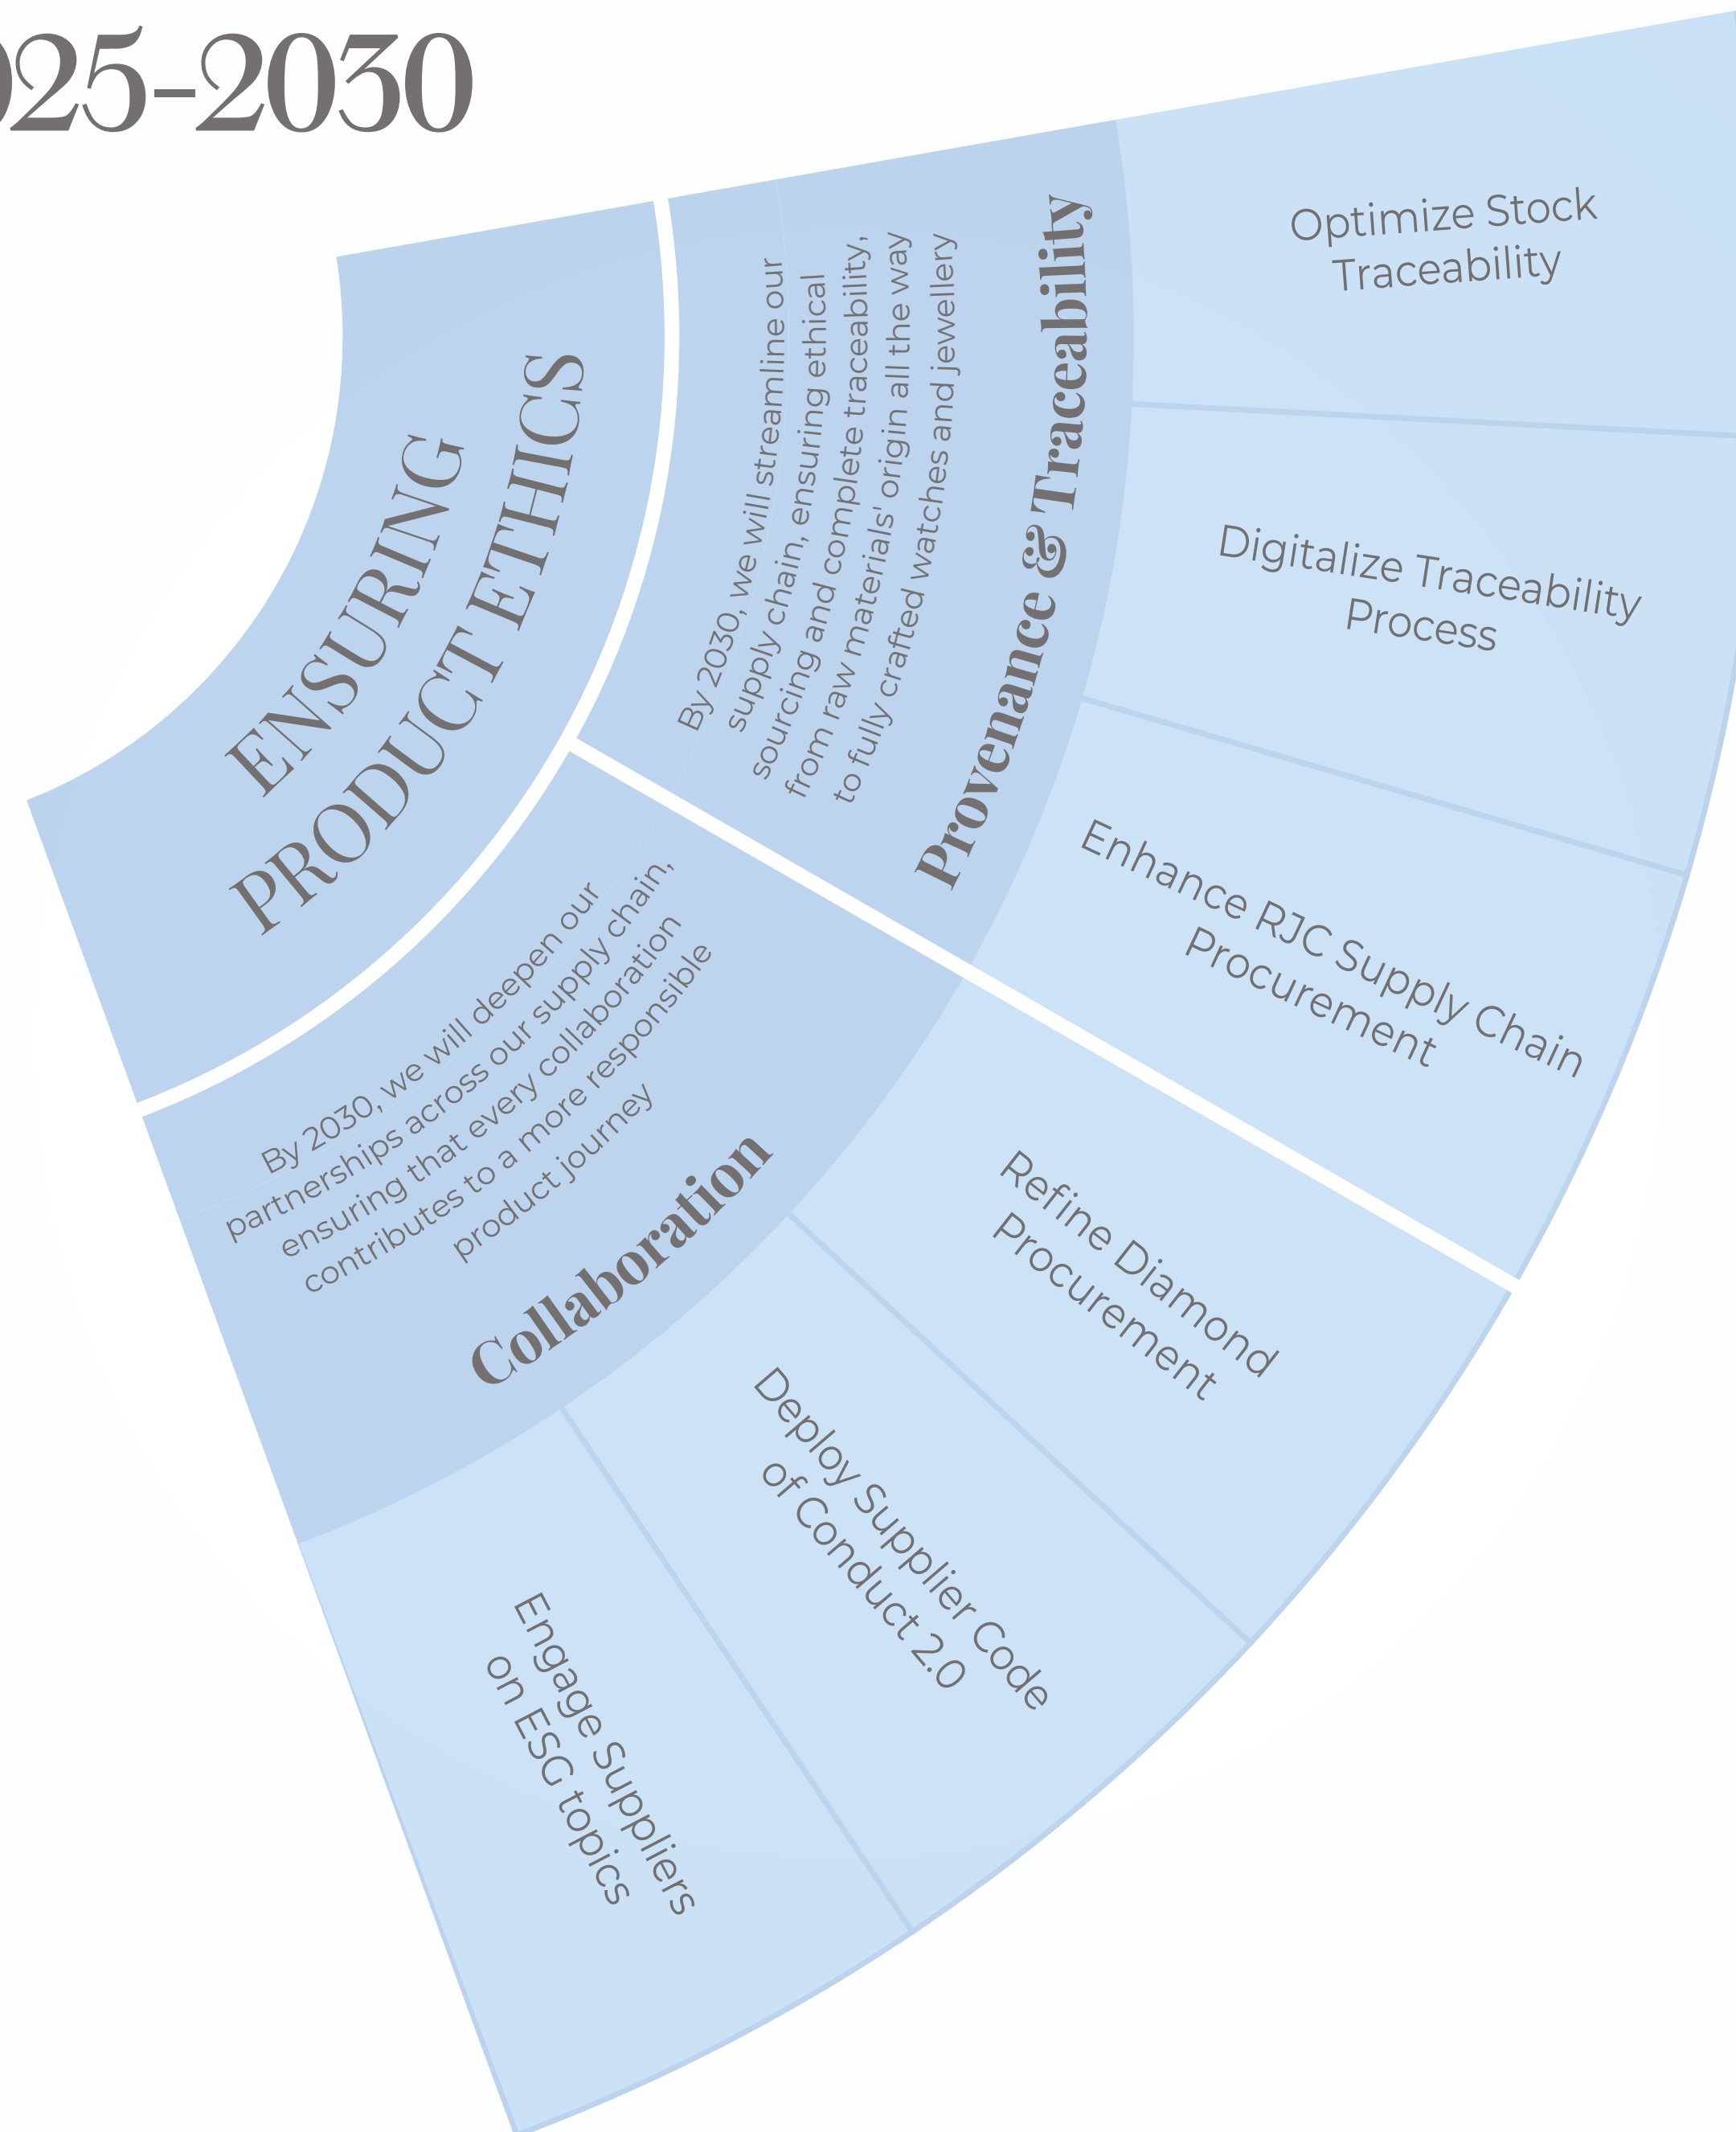 025-2030
ENSURING
PRODUCT ETHICS
By 2030, we will streamline our
supply chain, ensuring ethical
sourcing and complete traceability,
from raw materials' origin all the way
to fully crafted watches and jewellery
Provenance & Traceability
Optimize Stock
Traceability
Digitalize Traceability
Process
Enhance RJC Supply Chain
Procurement
By 2030, we will deepen our
partnerships across our supply chain,
ensuring that every collaboration
contributes to a more responsible
product journey
Collaboration
Refine Diamond
Procurement
Deploy Supplier Code
of Conduct 2.0
Engage Suppliers
on ESG topics